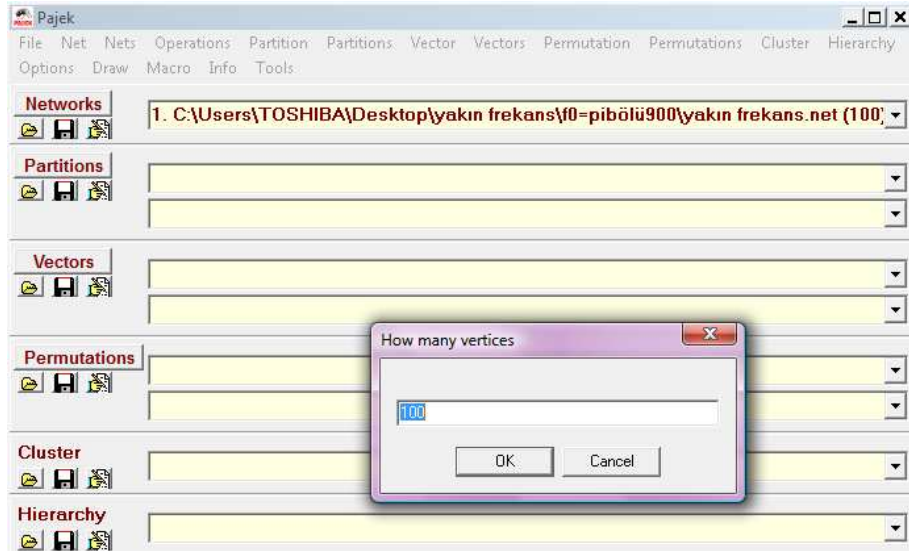 Pajek
File Net Nets Operations Partition Partitions Vector Vectors Permutation Permutations Cluster Hierarchy
Options Draw Macro Info Tools
Networks
1. C:\Users\TOSHIBA\Desktop\yakın frekans\f0=pibölü900\yakın frekans.net (100)
Partitions
Vectors
How many vertices
Permutations
100
OK Cancel
Cluster
Hierarchy